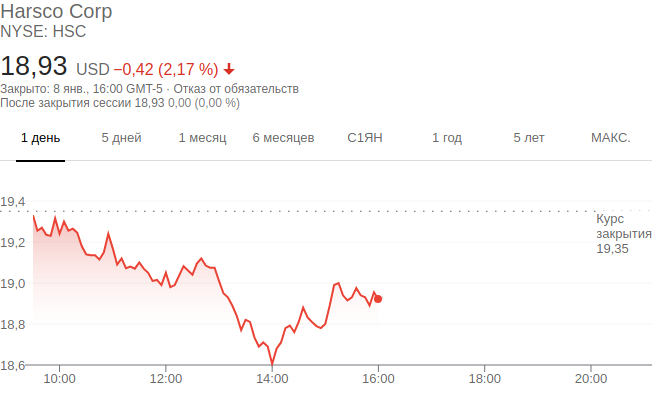 Harsco Corp
NYSE: HSC
18,93 USD −0,42 (2,17 %)
Закрыто: 8 янв., 16:00 GMT-5 · Отказ от обязательств
После закрытия сессии 18,93 0,00 (0,00 %)
1 день 5 дней 1 месяц 6 месяцев С1ЯН 1 год 5 лет МАКС.
19,4
Курс
закрытия
19,35
19,2
19,0
18,8
18,6
10:00 12:00 14:00 16:00 18:00 20:00